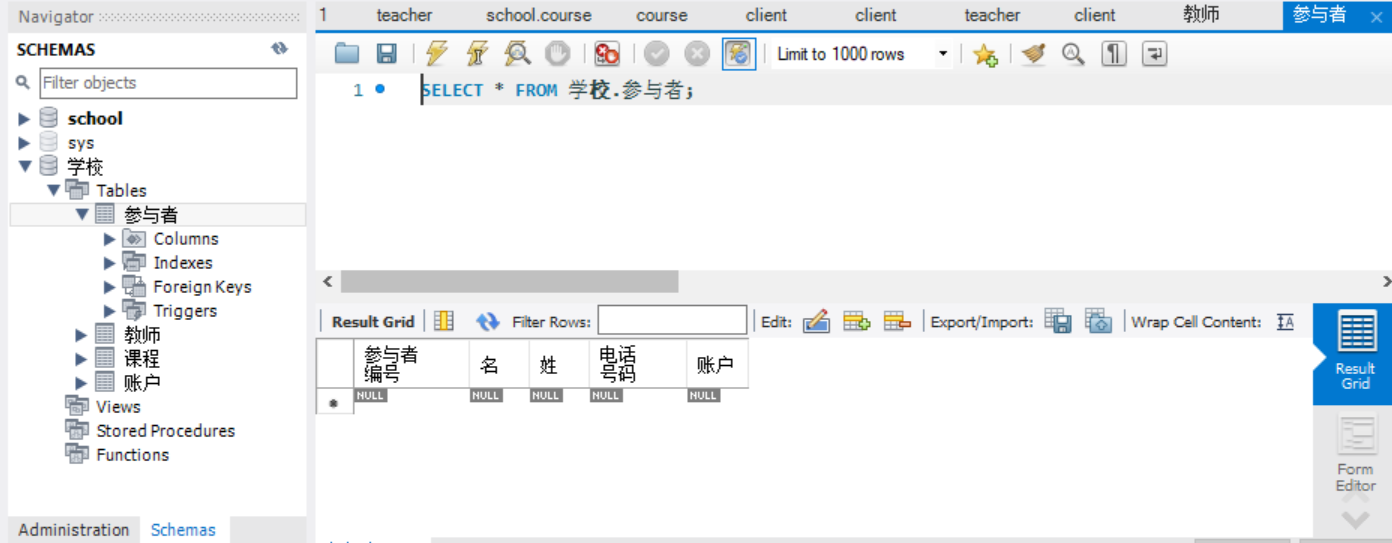 Navigator
1 teacher school.course course client client teacher client 教师 参与者
SCHEMAS
Filter objects
school
sys
学校
Tables
参与者
Columns
Indexes
Foreign Keys
Triggers
教师
课程
账户
Views
Stored Procedures
Functions
Administration Schemas
Limit to 1000 rows
1 SELECT * FROM 学校.参与者;
Result Grid Filter Rows: Edit: Export/Import: Wrap Cell Content:
参与者编号 名 姓 电话号码 账户
NULL NULL NULL NULL NULL
Result
Grid
Form
Editor